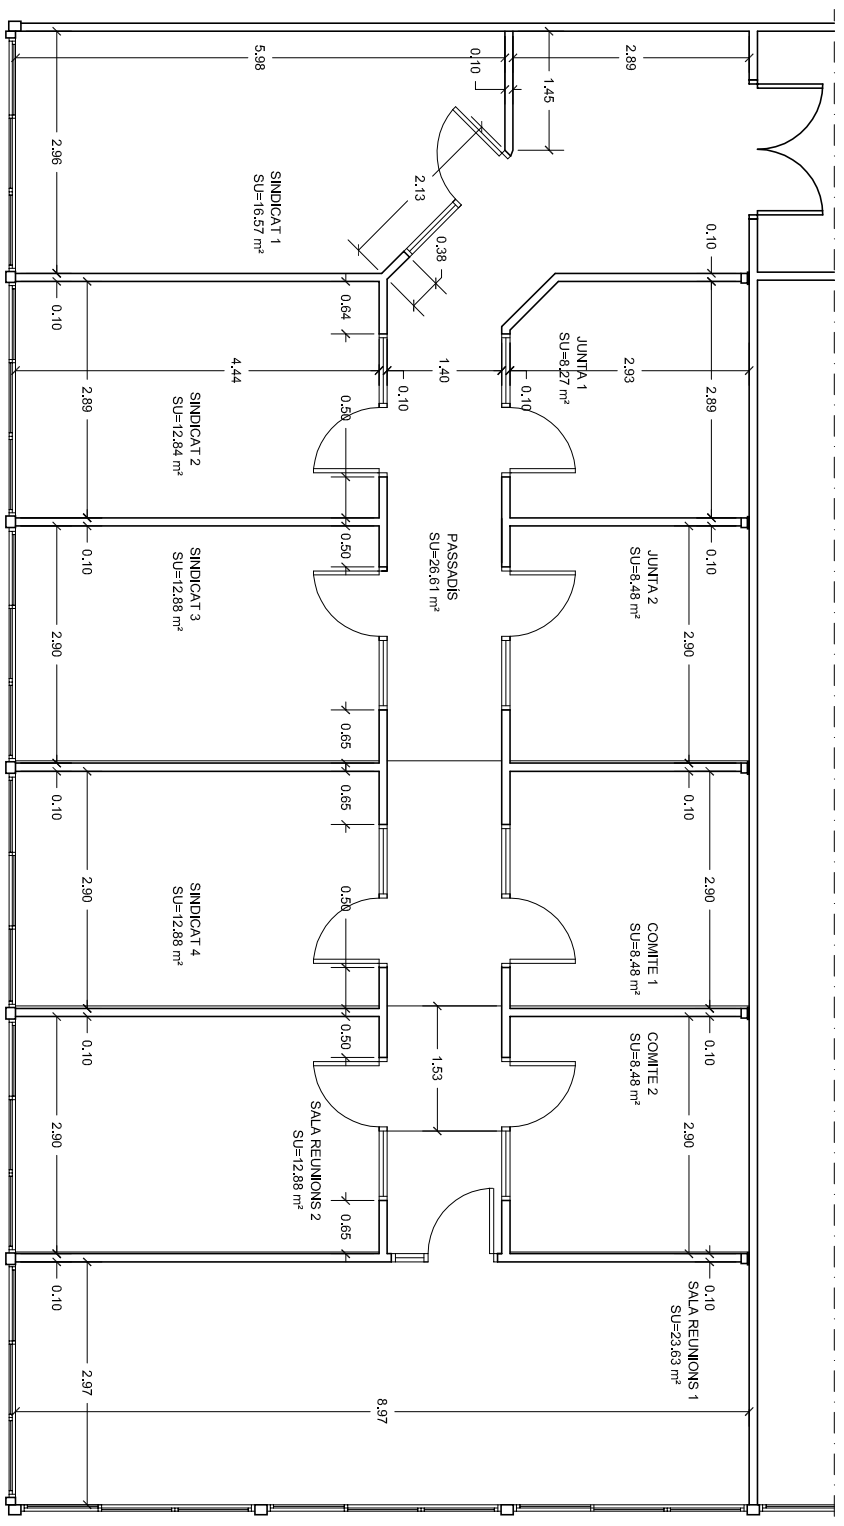 5.98
0.10
1.45
2.89
2.96
SINDICAT 1
SU=16.57 m²
2.13
0.38
0.10
0.10
0.64
2.89
4.44
SINDICAT 2
SU=12.84 m²
0.50
0.10
1.40
0.10
JUNTA 1
SU=8.27 m²
2.93
2.89
0.10
0.50
SINDICAT 3
SU=12.88 m²
PASSADÍS
SU=26.61 m²
JUNTA 2
SU=8.48 m²
0.10
2.90
2.90
0.65
0.10
0.65
0.10
2.90
SINDICAT 4
SU=12.88 m²
0.50
COMITE 1
SU=8.48 m²
2.90
0.10
0.50
1.53
COMITE 2
SU=8.48 m²
0.10
2.90
SALA REUNIONS 2
SU=12.88 m²
2.90
0.65
0.10
0.10
SALA REUNIONS 1
SU=23.63 m²
2.97
8.97